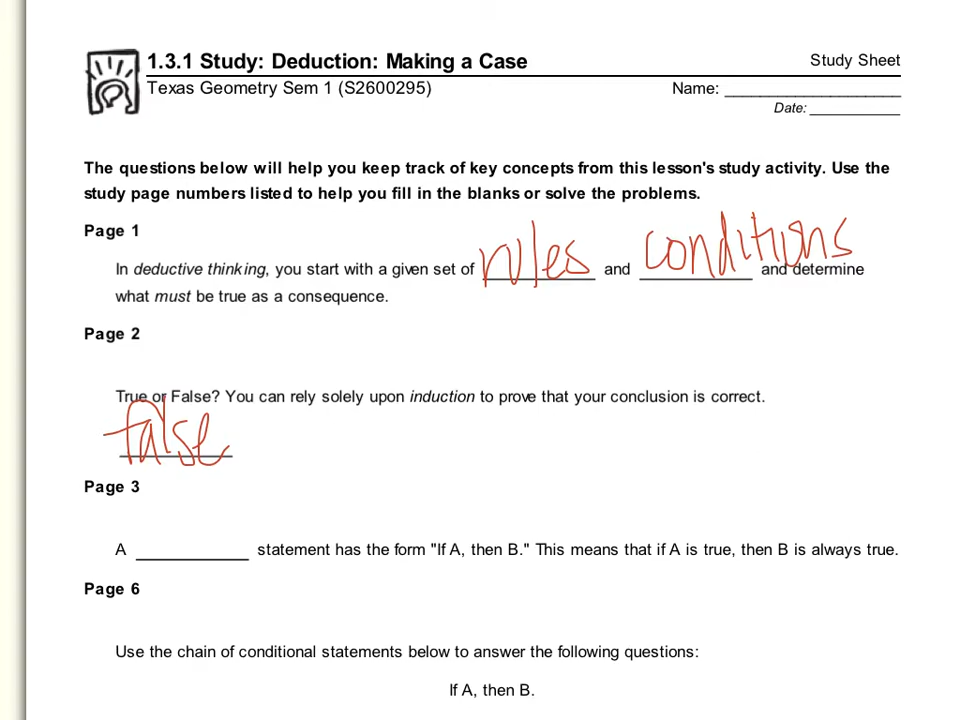 1.3.1 Study: Deduction: Making a Case
Study Sheet
Texas Geometry Sem 1 (S2600295)
Name: ____________________
Date: ____________
The questions below will help you keep track of key concepts from this lesson's study activity. Use the
study page numbers listed to help you fill in the blanks or solve the problems.
Page 1
In deductive thinking, you start with a given set of rules and conditions and determine
what must be true as a consequence.
Page 2
True or False? You can rely solely upon induction to prove that your conclusion is correct.
false
Page 3
A ____________ statement has the form "If A, then B." This means that if A is true, then B is always true.
Page 6
Use the chain of conditional statements below to answer the following questions:
If A, then B.